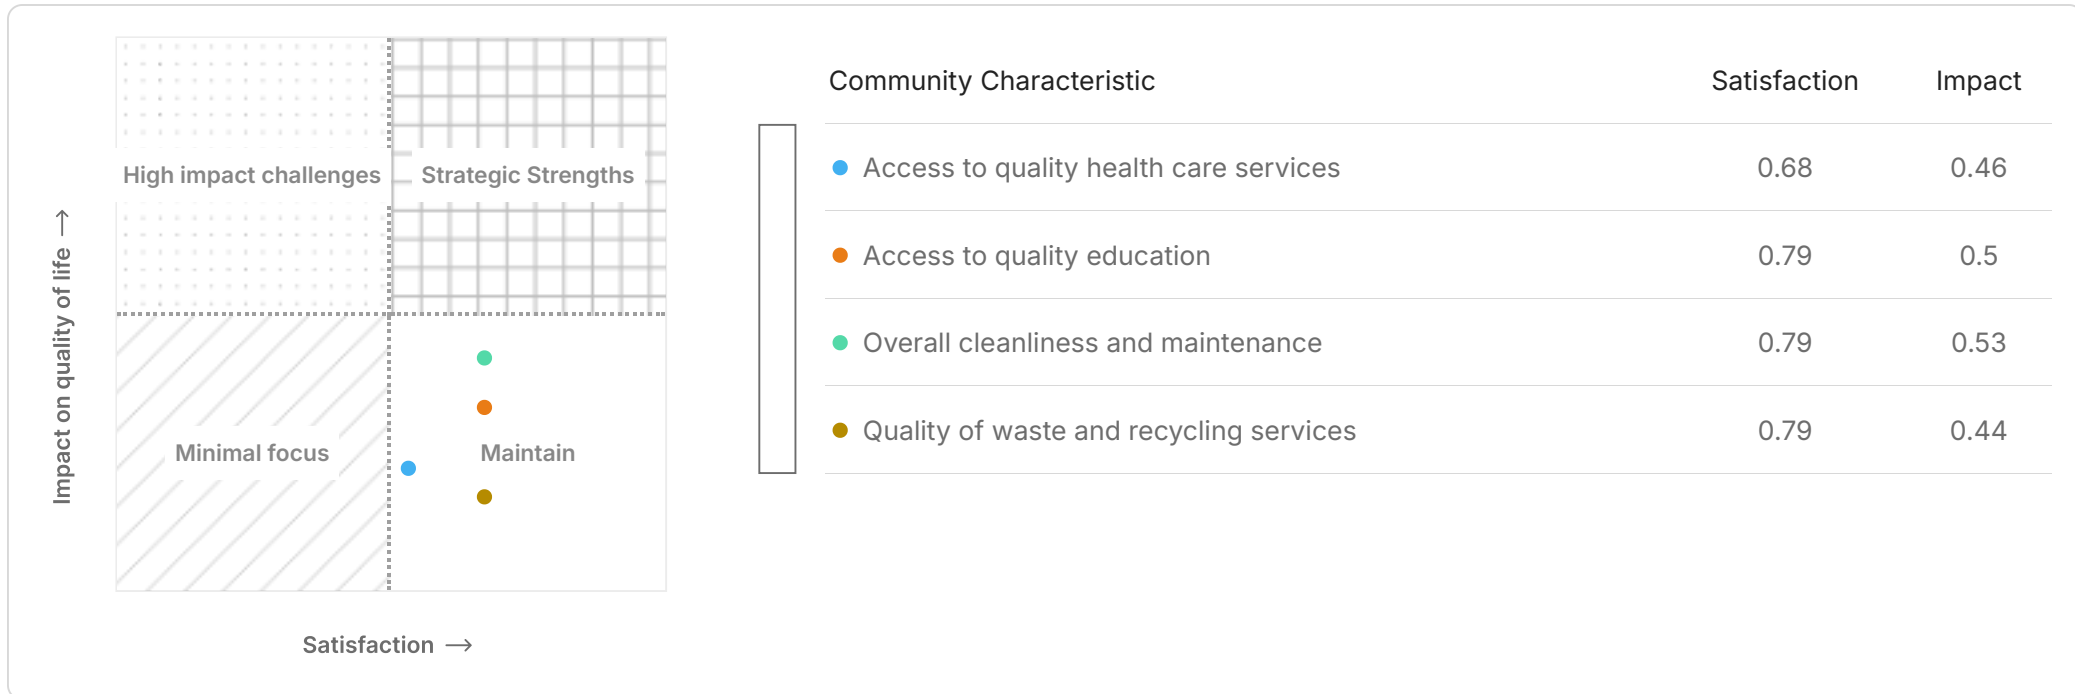 High impact challenges
Strategic Strengths
Minimal focus
Maintain
Impact on quality of life →
Satisfaction →
Community Characteristic Satisfaction Impact
Access to quality health care services 0.68 0.46
Access to quality education 0.79 0.5
Overall cleanliness and maintenance 0.79 0.53
Quality of waste and recycling services 0.79 0.44